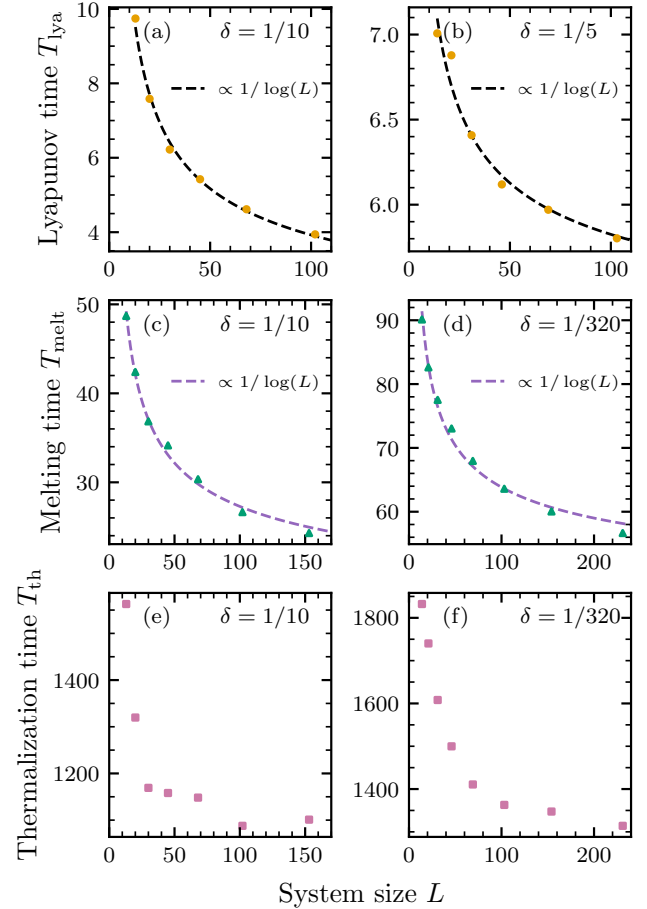 Lyapunov time T_lya
10
8
6
4
(a)
δ = 1/10
∝ 1/ log(L)
0
50
100
7.0
6.5
6.0
(b)
δ = 1/5
∝ 1/ log(L)
0
50
100
Melting time T_melt
50
40
30
(c)
δ = 1/10
∝ 1/ log(L)
0
50
100
150
90
80
70
60
(d)
δ = 1/320
∝ 1/ log(L)
0
100
200
Thermalization time T_th
1400
1200
(e)
δ = 1/10
0
50
100
150
1800
1600
1400
(f)
δ = 1/320
0
100
200
System size L